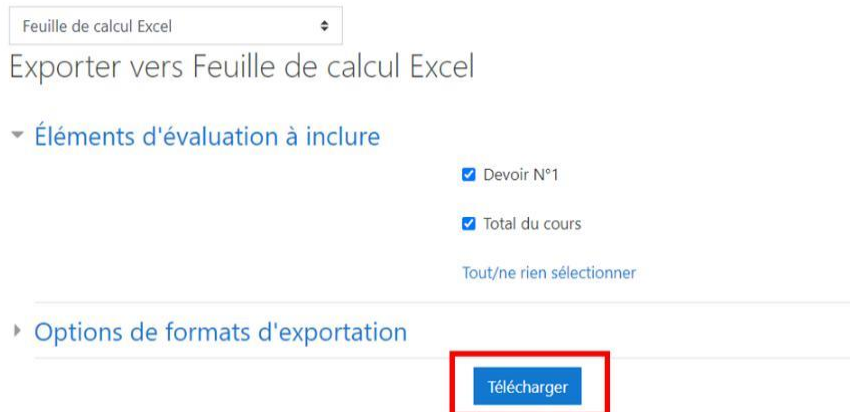 Feuille de calcul Excel
Exporter vers Feuille de calcul Excel
Éléments d'évaluation à inclure
Devoir N°1
Total du cours
Tout/ne rien sélectionner
Options de formats d'exportation
Télécharger